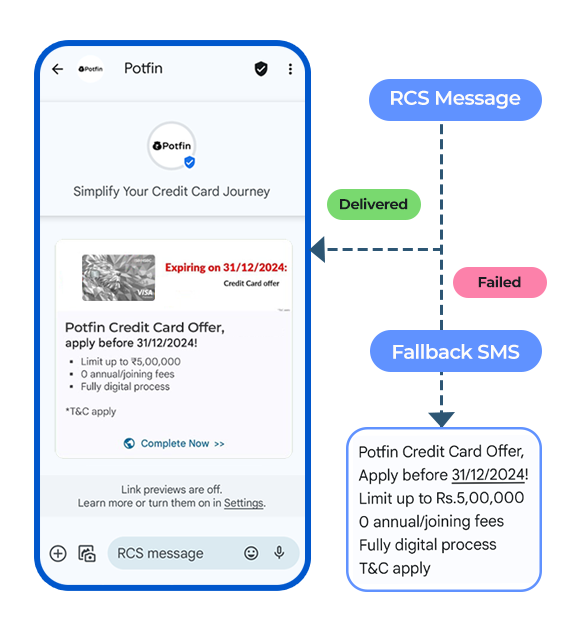 Potfin
Potfin
Potfin
Simplify Your Credit Card Journey
Expiring on 31/12/2024:
Credit Card offer
VISA
Potfin Credit Card Offer,
apply before 31/12/2024!
Limit up to ₹5,00,000
0 annual/joining fees
Fully digital process
*T&C apply
Complete Now >>
Link previews are off.
Learn more or turn them on in Settings.
RCS message
RCS Message
Delivered
Failed
Fallback SMS
Potfin Credit Card Offer,
Apply before 31/12/2024!
Limit up to Rs.5,00,000
0 annual/joining fees
Fully digital process
T&C apply